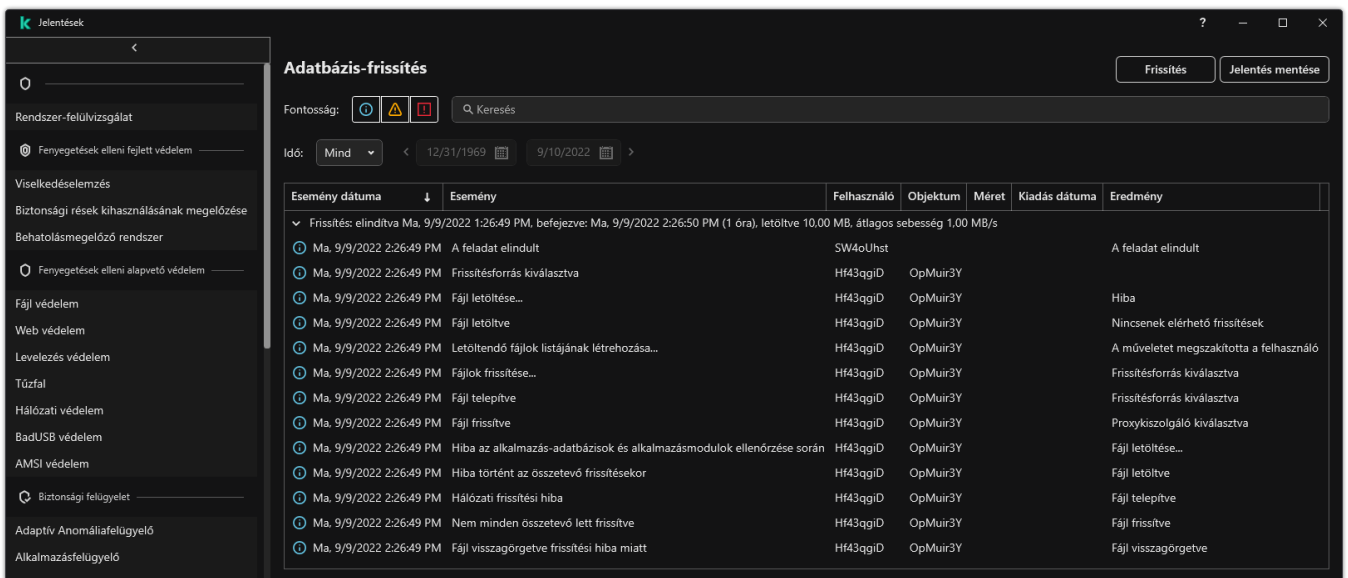 Jelentések
?
Rendszer-felülvizsgálat
Fenyegetések elleni fejlett védelem
Viselkedéselemzés
Biztonsági rések kihasználásának megelőzése
Behatolásmegelőző rendszer
Fenyegetések elleni alapvető védelem
Fájl védelem
Web védelem
Levelezés védelem
Tűzfal
Hálózati védelem
BadUSB védelem
AMSI védelem
Biztonsági felügyelet
Adaptív Anomáliafelügyelő
Alkalmazásfelügyelő
Adatbázis-frissítés
Frissítés Jelentés mentése
Fontosság: Keresés
Idő: Mind 12/31/1969 9/10/2022
Esemény dátuma ↓ Esemény Felhasználó Objektum Méret Kiadás dátuma Eredmény
Frissítés: elindítva Ma, 9/9/2022 1:26:49 PM, befejezve: Ma, 9/9/2022 2:26:50 PM (1 óra), letöltve 10,00 MB, átlagos sebesség 1,00 MB/s
Ma, 9/9/2022 2:26:49 PM A feladat elindult SW4oUhst A feladat elindult
Ma, 9/9/2022 2:26:49 PM Frissítésforrás kiválasztva Hf43qgiD OpMuir3Y
Ma, 9/9/2022 2:26:49 PM Fájl letöltése... Hf43qgiD OpMuir3Y Hiba
Ma, 9/9/2022 2:26:49 PM Fájl letöltve Hf43qgiD OpMuir3Y Nincsenek elérhető frissítések
Ma, 9/9/2022 2:26:49 PM Letöltendő fájlok listájának létrehozása... Hf43qgiD OpMuir3Y A műveletet megszakította a felhasználó
Ma, 9/9/2022 2:26:49 PM Fájlok frissítése... Hf43qgiD OpMuir3Y Frissítésforrás kiválasztva
Ma, 9/9/2022 2:26:49 PM Fájl telepítve Hf43qgiD OpMuir3Y Frissítésforrás kiválasztva
Ma, 9/9/2022 2:26:49 PM Fájl frissítve Hf43qgiD OpMuir3Y Proxykiszolgáló kiválasztva
Ma, 9/9/2022 2:26:49 PM Hiba az alkalmazás-adatbázisok és alkalmazásmodulok ellenőrzése során Hf43qgiD OpMuir3Y Fájl letöltése...
Ma, 9/9/2022 2:26:49 PM Hiba történt az összetevő frissítésekor Hf43qgiD OpMuir3Y Fájl letöltve
Ma, 9/9/2022 2:26:49 PM Hálózati frissítési hiba Hf43qgiD OpMuir3Y Fájl telepítve
Ma, 9/9/2022 2:26:49 PM Nem minden összetevő lett frissítve Hf43qgiD OpMuir3Y Fájl frissítve
Ma, 9/9/2022 2:26:49 PM Fájl visszagörgetve frissítési hiba miatt Hf43qgiD OpMuir3Y Fájl visszagörgetve